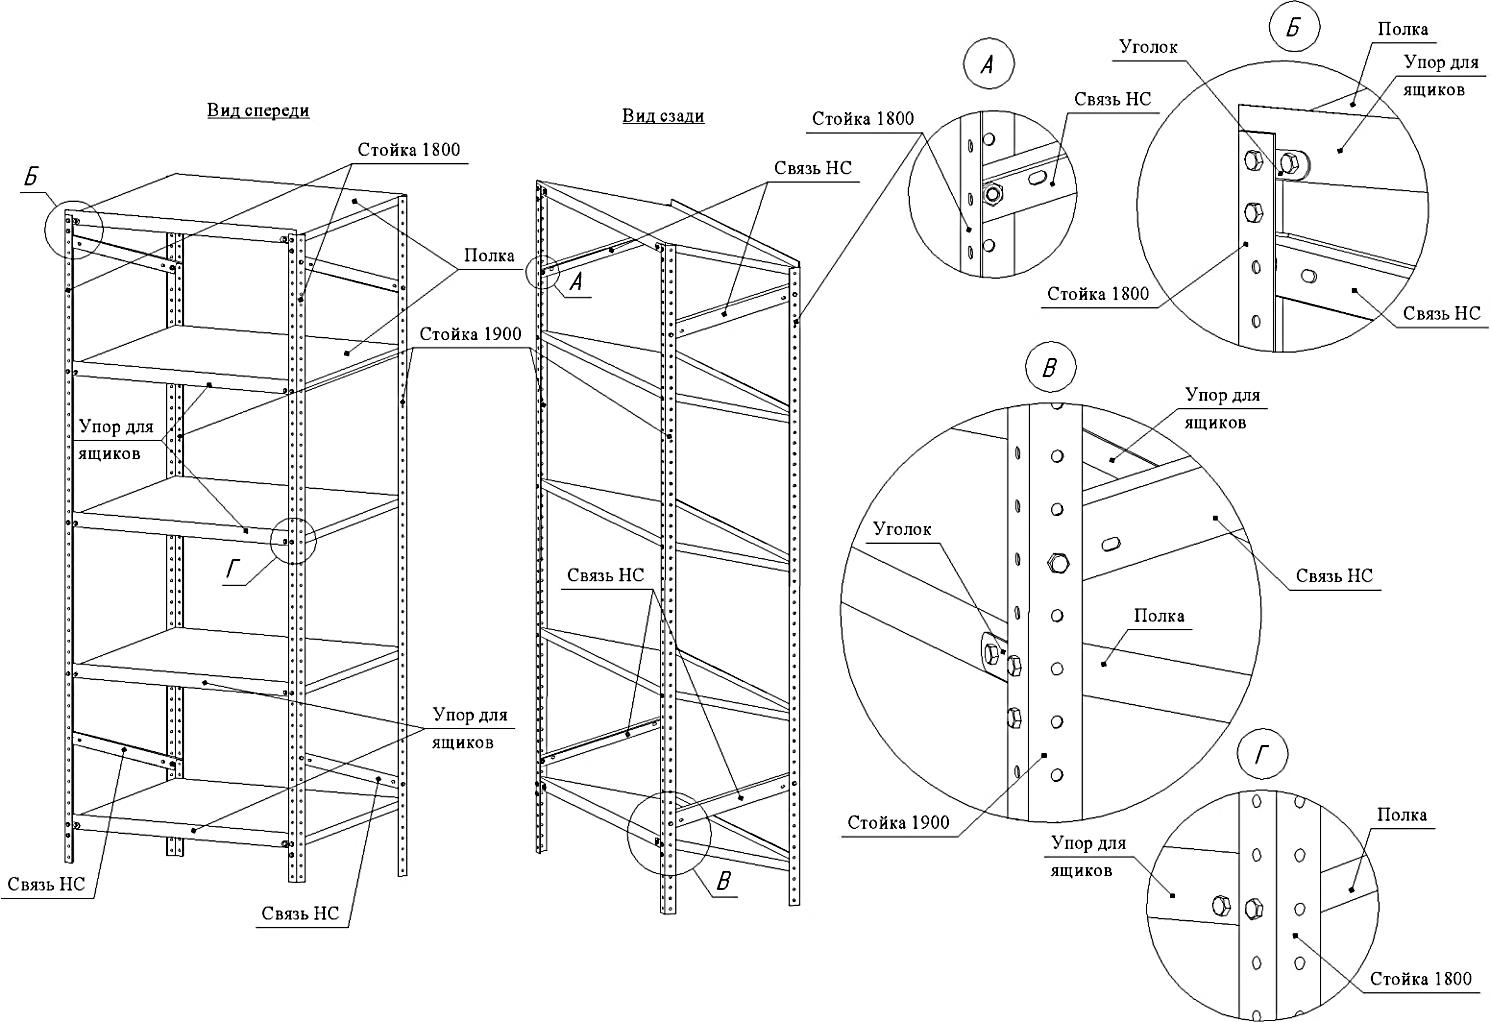 Вид спереди
Б
Стойка 1800
Полка
Стойка 1900
Упор для
ящиков
Г
Упор для
ящиков
Связь НС
Связь НС
Вид сзади
Связь НС
Стойка 1800
А
Связь НС
В
А
Связь НС
Б
Уголок
Полка
Упор для
ящиков
Стойка 1800
Связь НС
В
Упор для
ящиков
Уголок
Связь НС
Полка
Стойка 1900
Г
Упор для
ящиков
Полка
Стойка 1800